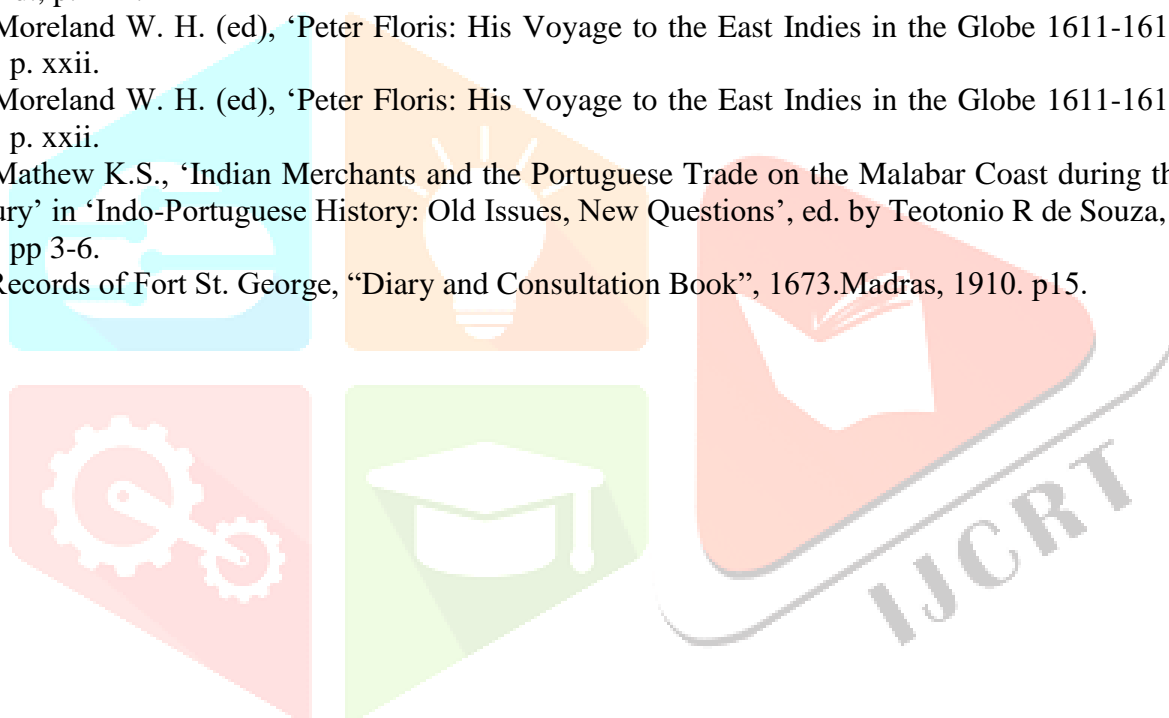 Moreland W. H. (ed), ‘Peter Floris: His Voyage to the East Indies in the Globe 1611-161
p. xxii.
Moreland W. H. (ed), ‘Peter Floris: His Voyage to the East Indies in the Globe 1611-161
p. xxii.
Mathew K.S., ‘Indian Merchants and the Portuguese Trade on the Malabar Coast during th
ury’ in ‘Indo-Portuguese History: Old Issues, New Questions’, ed. by Teotonio R de Souza,
pp 3-6.
Records of Fort St. George, “Diary and Consultation Book”, 1673.Madras, 1910. p15.
IJCRT